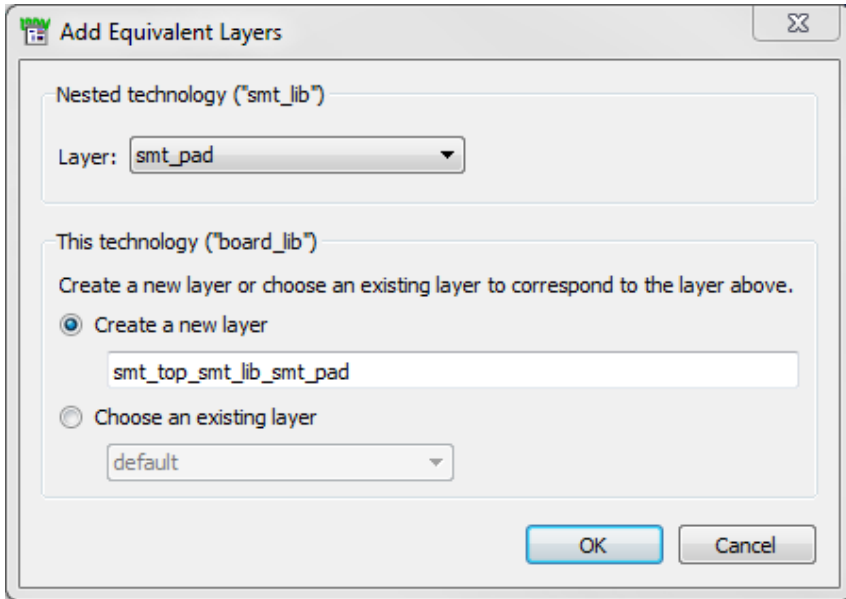 Add Equivalent Layers
Nested technology ("smt_lib")
Layer: smt_pad
This technology ("board_lib")
Create a new layer or choose an existing layer to correspond to the layer above.
Create a new layer
smt_top_smt_lib_smt_pad
Choose an existing layer
default
OK Cancel